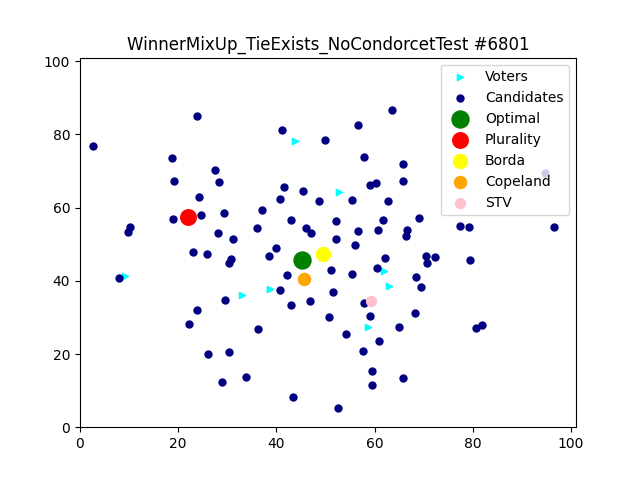 WinnerMixUp_TieExists_NoCondorcetTest #6801
Voters
Candidates
Optimal
Plurality
Borda
Copeland
STV
100
80
60
40
20
0
0 20 40 60 80 100